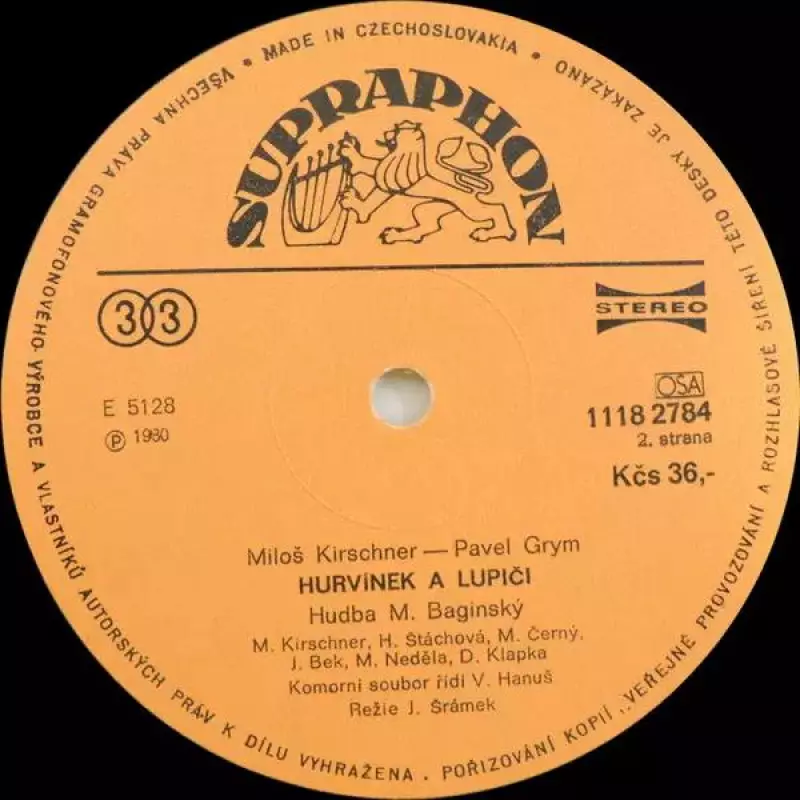 VŠECHNA PRÁVA GRAMOFONOVÉHO VÝROBCE A VLASTNÍKŮ AUTORSKÝCH PRÁV K DÍLU VYHRAŽENA. POŘIZOVÁNÍ KOPIÍ, VEŘEJNÉ PROVOZOVÁNÍ A ROZHLASOVÉ ŠÍŘENÍ TÉTO DESKY JE ZAKÁZÁNO • MADE IN CZECHOSLOVAKIA •
SUPRAPHON
33
STEREO
E 5128
Ⓟ 1980
OSA
1118 2784
2. strana
Kčs 36,-
Miloš Kirschner — Pavel Grym
HURVÍNEK A LUPIČI
Hudba M. Baginský
M. Kirschner, H. Štáchová, M. Černý,
J. Bek, M. Neděla, D. Klapka
Komorní soubor řídí V. Hanuš
Režie J. Šrámek